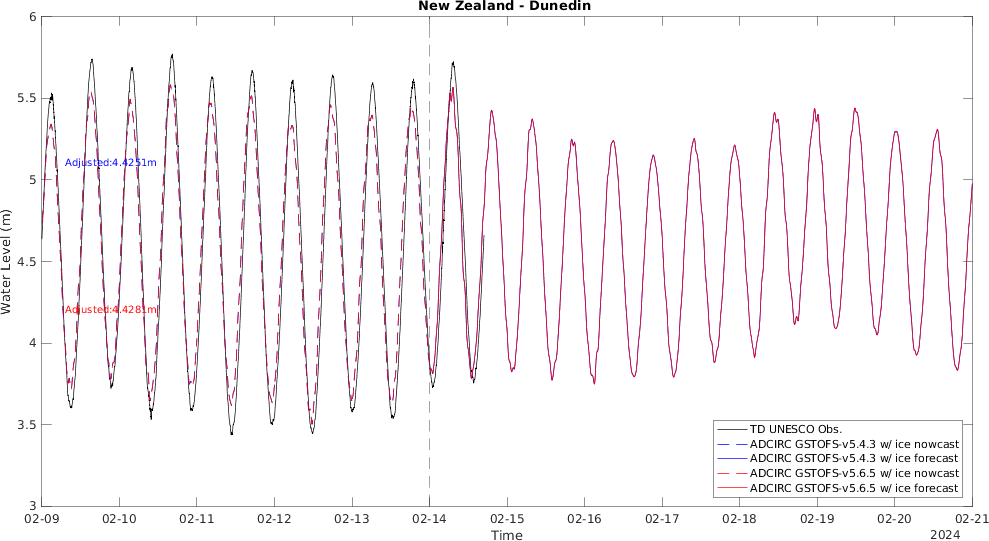 New Zealand - Dunedin
6
5.5
5
4.5
4
3.5
3
Water Level (m)
Adjusted:4.4251m
Adjusted:4.4281m
TD UNESCO Obs.
ADCIRC GSTOFS-v5.4.3 w/ ice nowcast
ADCIRC GSTOFS-v5.4.3 w/ ice forecast
ADCIRC GSTOFS-v5.6.5 w/ ice nowcast
ADCIRC GSTOFS-v5.6.5 w/ ice forecast
02-09 02-10 02-11 02-12 02-13 02-14 02-15 02-16 02-17 02-18 02-19 02-20 02-21
Time
2024